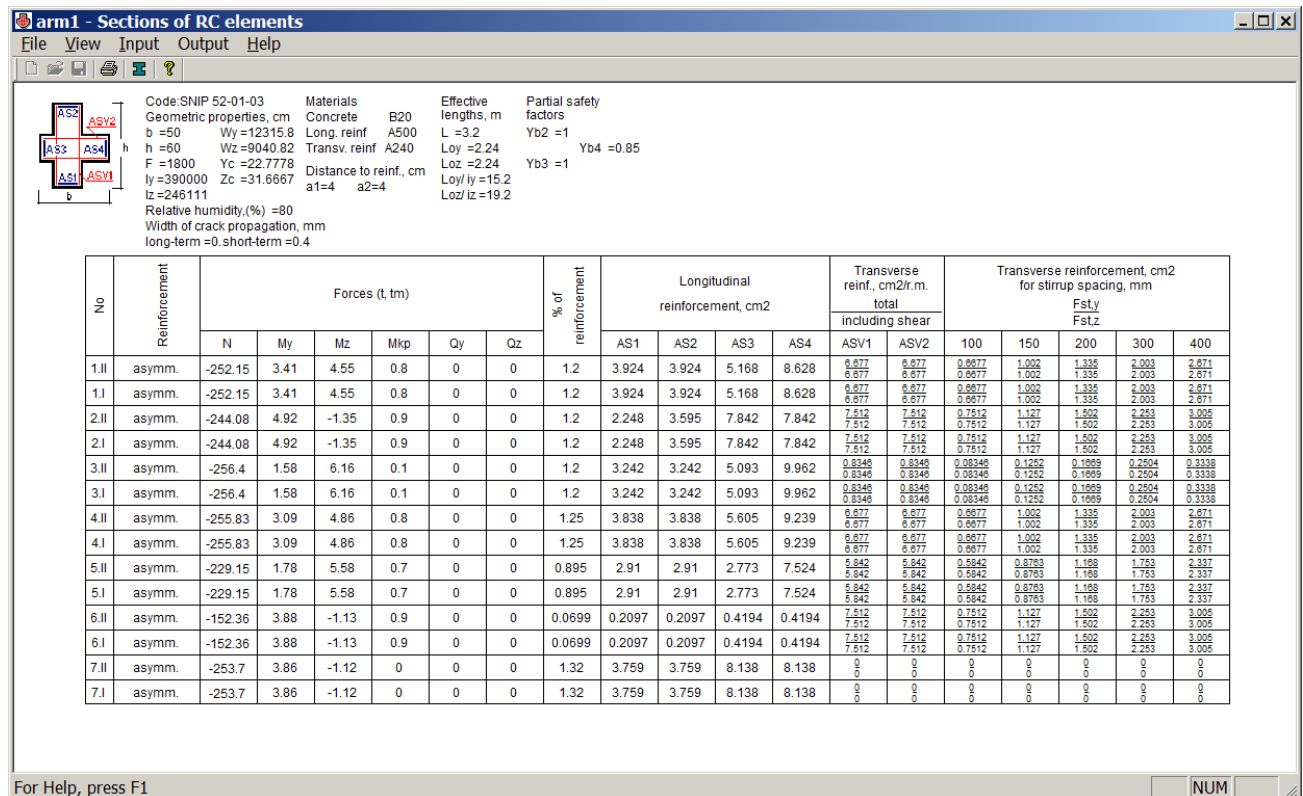 arm1 - Sections of RC elements
File View Input Output Help
AS2 ASV2
AS3 AS4 h
AS1 ASV1
b
Code:SNIP 52-01-03
Geometric properties, cm
b =50 Wy =12315.8
h =60 Wz =9040.82
F =1800 Yc =22.7778
Iy =390000 Zc =31.6667
Iz =246111
Relative humidity,(%) =80
Width of crack propagation, mm
long-term =0.short-term =0.4
Materials
Concrete B20
Long. reinf A500
Transv. reinf A240
Distance to reinf., cm
a1=4 a2=4
Effective
lengths, m
L =3.2
Loy =2.24
Loz =2.24
Loy/ iy =15.2
Loz/ iz =19.2
Partial safety
factors
Yb2 =1
Yb4 =0.85
Yb3 =1
No Reinforcement Forces (t, tm) % of reinforcement Longitudinal reinforcement, cm2 Transverse reinf., cm2/r.m. total including shear Transverse reinforcement, cm2 for stirrup spacing, mm Fst,y Fst,z
N My Mz Mkp Qy Qz AS1 AS2 AS3 AS4 ASV1 ASV2 100 150 200 300 400
1.II asymm. -252.15 3.41 4.55 0.8 0 0 1.2 3.924 3.924 5.168 8.628 6.677 6.677 0.6677 1.002 1.335 2.003 2.671
6.677 6.677 0.6677 1.002 1.335 2.003 2.671
1.I asymm. -252.15 3.41 4.55 0.8 0 0 1.2 3.924 3.924 5.168 8.628 6.677 6.677 0.6677 1.002 1.335 2.003 2.671
6.677 6.677 0.6677 1.002 1.335 2.003 2.671
2.II asymm. -244.08 4.92 -1.35 0.9 0 0 1.2 2.248 3.595 7.842 7.842 7.512 7.512 0.7512 1.127 1.502 2.253 3.005
7.512 7.512 0.7512 1.127 1.502 2.253 3.005
2.I asymm. -244.08 4.92 -1.35 0.9 0 0 1.2 2.248 3.595 7.842 7.842 7.512 7.512 0.7512 1.127 1.502 2.253 3.005
7.512 7.512 0.7512 1.127 1.502 2.253 3.005
3.II asymm. -256.4 1.58 6.16 0.1 0 0 1.2 3.242 3.242 5.093 9.962 0.8346 0.8346 0.08346 0.1252 0.1669 0.2504 0.3338
0.8346 0.8346 0.08346 0.1252 0.1669 0.2504 0.3338
3.I asymm. -256.4 1.58 6.16 0.1 0 0 1.2 3.242 3.242 5.093 9.962 0.8346 0.8346 0.08346 0.1252 0.1669 0.2504 0.3338
0.8346 0.8346 0.08346 0.1252 0.1669 0.2504 0.3338
4.II asymm. -255.83 3.09 4.86 0.8 0 0 1.25 3.838 3.838 5.605 9.239 6.677 6.677 0.6677 1.002 1.335 2.003 2.671
6.677 6.677 0.6677 1.002 1.335 2.003 2.671
4.I asymm. -255.83 3.09 4.86 0.8 0 0 1.25 3.838 3.838 5.605 9.239 6.677 6.677 0.6677 1.002 1.335 2.003 2.671
6.677 6.677 0.6677 1.002 1.335 2.003 2.671
5.II asymm. -229.15 1.78 5.58 0.7 0 0 0.895 2.91 2.91 2.773 7.524 5.842 5.842 0.5842 0.8763 1.168 1.753 2.337
5.842 5.842 0.5842 0.8763 1.168 1.753 2.337
5.I asymm. -229.15 1.78 5.58 0.7 0 0 0.895 2.91 2.91 2.773 7.524 5.842 5.842 0.5842 0.8763 1.168 1.753 2.337
5.842 5.842 0.5842 0.8763 1.168 1.753 2.337
6.II asymm. -152.36 3.88 -1.13 0.9 0 0 0.0699 0.2097 0.2097 0.4194 0.4194 7.512 7.512 0.7512 1.127 1.502 2.253 3.005
7.512 7.512 0.7512 1.127 1.502 2.253 3.005
6.I asymm. -152.36 3.88 -1.13 0.9 0 0 0.0699 0.2097 0.2097 0.4194 0.4194 7.512 7.512 0.7512 1.127 1.502 2.253 3.005
7.512 7.512 0.7512 1.127 1.502 2.253 3.005
7.II asymm. -253.7 3.86 -1.12 0 0 0 1.32 3.759 3.759 8.138 8.138 0 0 0 0 0 0 0
0 0 0 0 0 0 0
7.I asymm. -253.7 3.86 -1.12 0 0 0 1.32 3.759 3.759 8.138 8.138 0 0 0 0 0 0 0
0 0 0 0 0 0 0
For Help, press F1 NUM